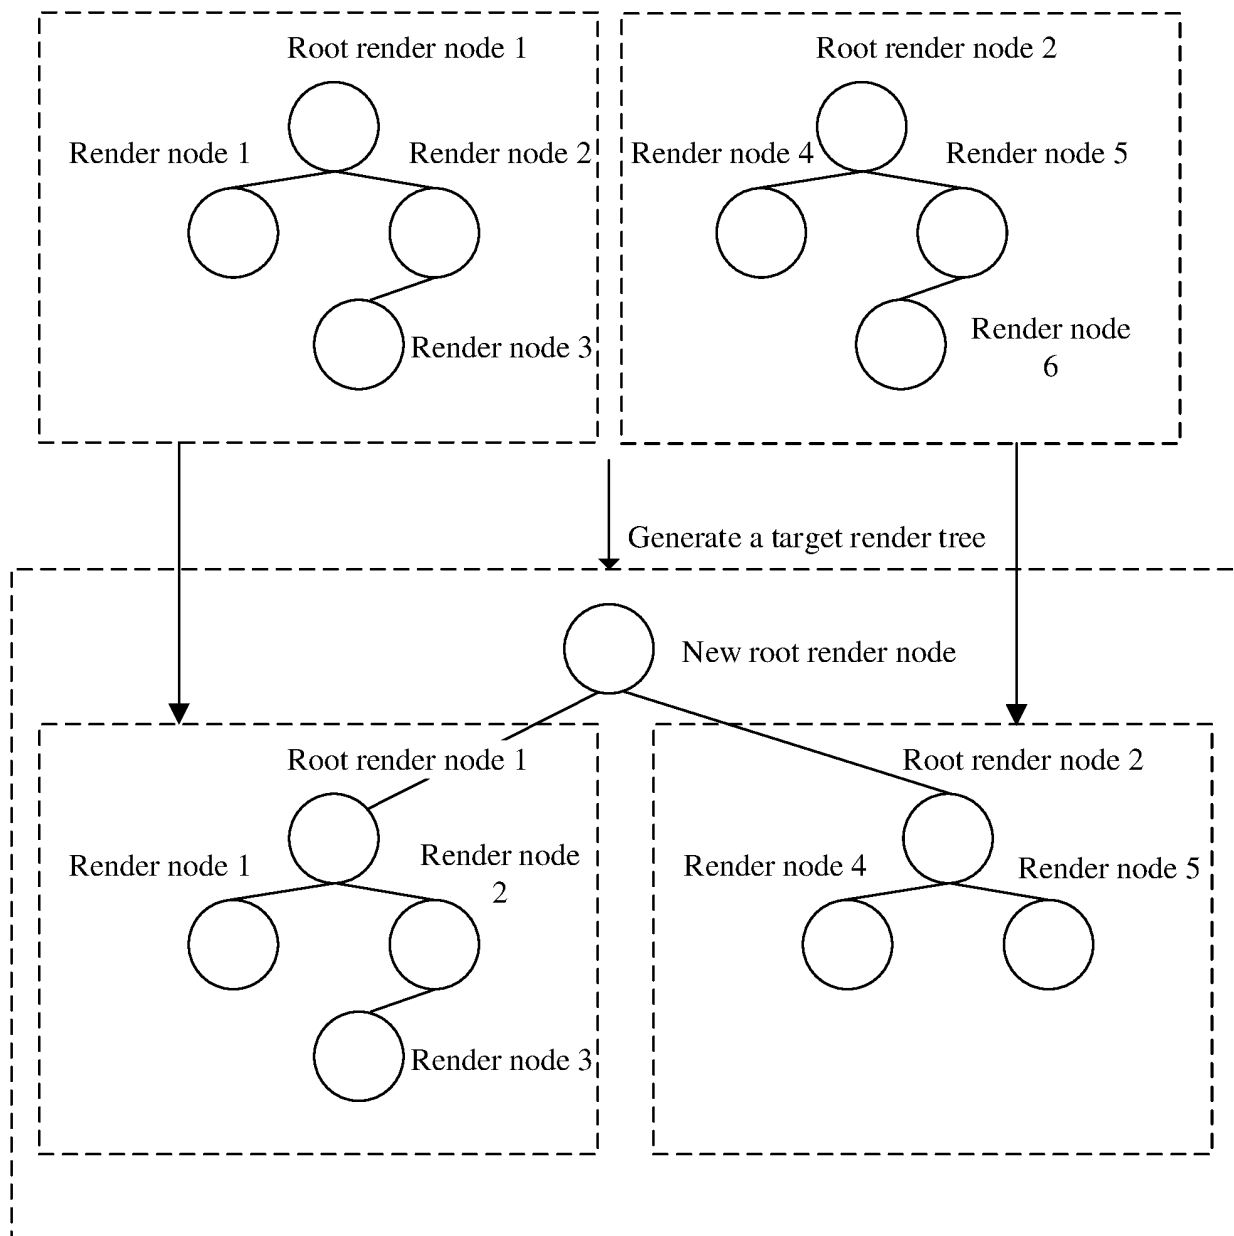 Root render node 1
Root render node 2
Render node 1
Render node 2
Render node 4
Render node 5
Render node 3
Render node
6
Generate a target render tree
New root render node
Root render node 1
Root render node 2
Render node 1
Render node
2
Render node 4
Render node 5
Render node 3